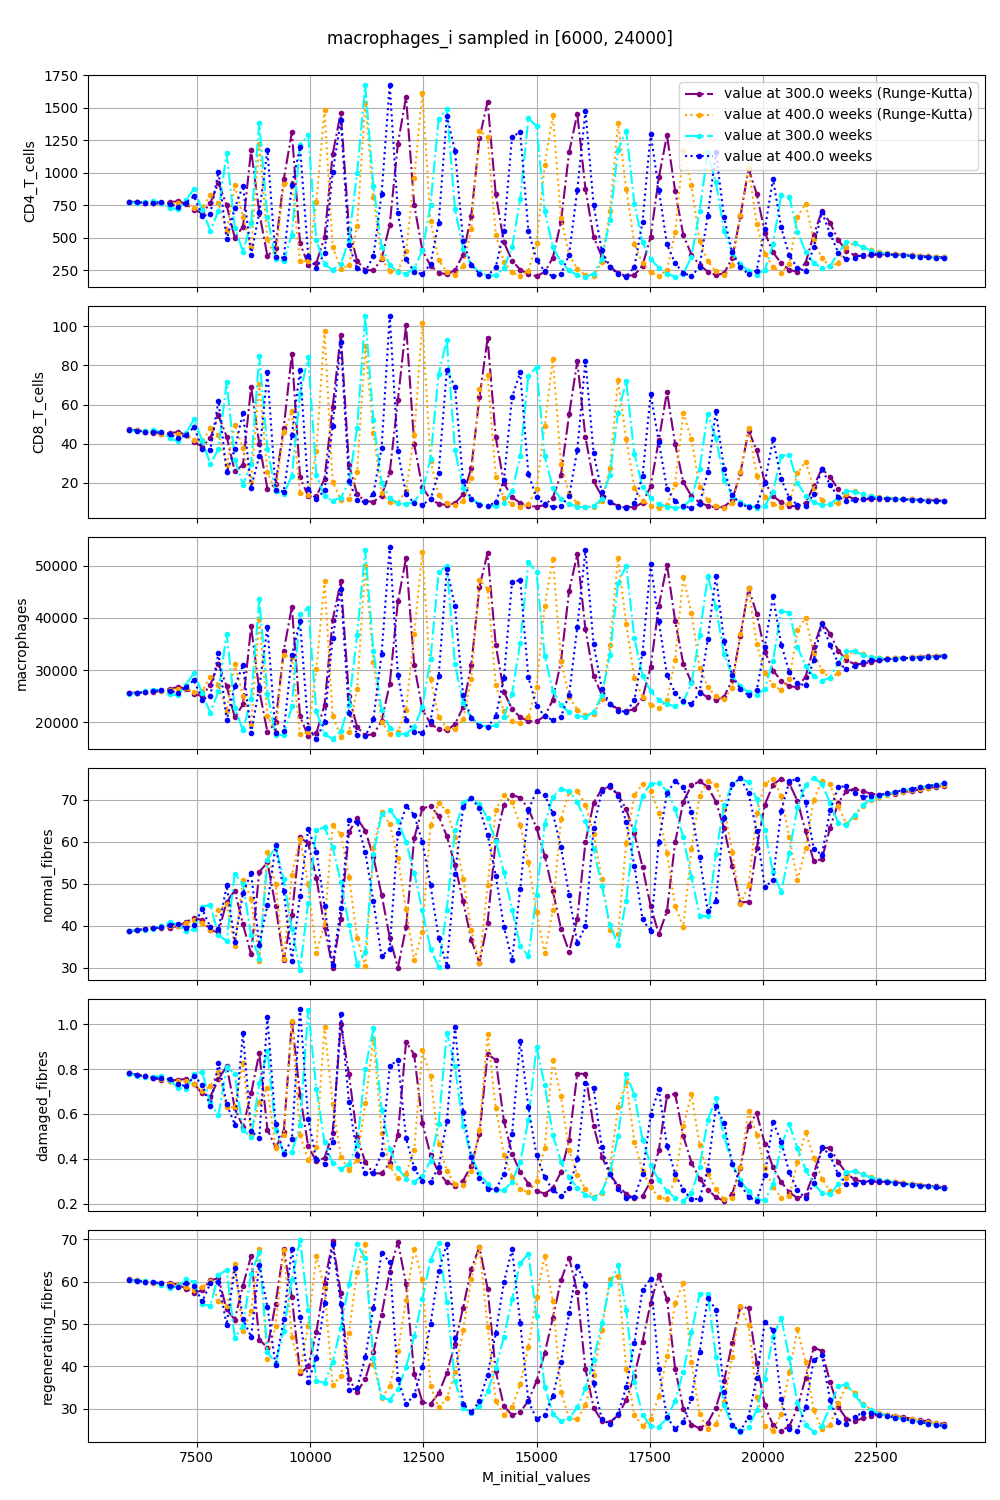 macrophages_i sampled in [6000, 24000]
value at 300.0 weeks (Runge-Kutta)
value at 400.0 weeks (Runge-Kutta)
value at 300.0 weeks
value at 400.0 weeks
CD4_T_cells
1750
1500
1250
1000
750
500
250
CD8_T_cells
100
80
60
40
20
macrophages
50000
40000
30000
20000
normal_fibres
70
60
50
40
30
damaged_fibres
1.0
0.8
0.6
0.4
0.2
regenerating_fibres
70
60
50
40
30
7500 10000 12500 15000 17500 20000 22500
M_initial_values